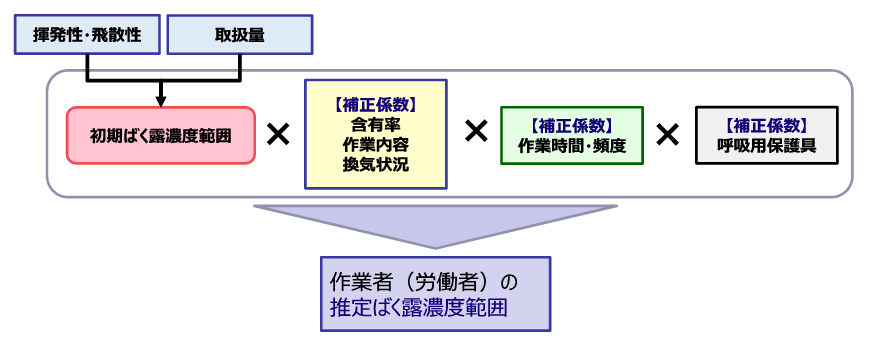 揮発性・飛散性
取扱量
初期ばく露濃度範囲
×
【補正係数】
含有率
作業内容
換気状況
×
【補正係数】
作業時間・頻度
×
【補正係数】
呼吸用保護具
作業者（労働者）の
推定ばく露濃度範囲